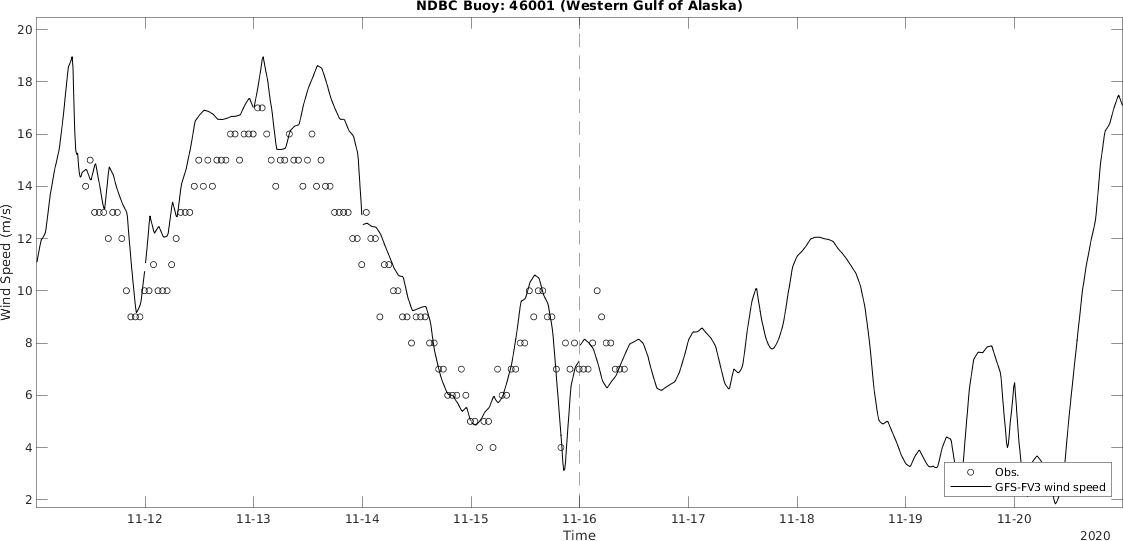 NDBC Buoy: 46001 (Western Gulf of Alaska)
20
18
16
14
12
10
8
6
4
2
Wind Speed (m/s)
Obs.
GFS-FV3 wind speed
11-12 11-13 11-14 11-15 11-16 11-17 11-18 11-19 11-20
Time
2020